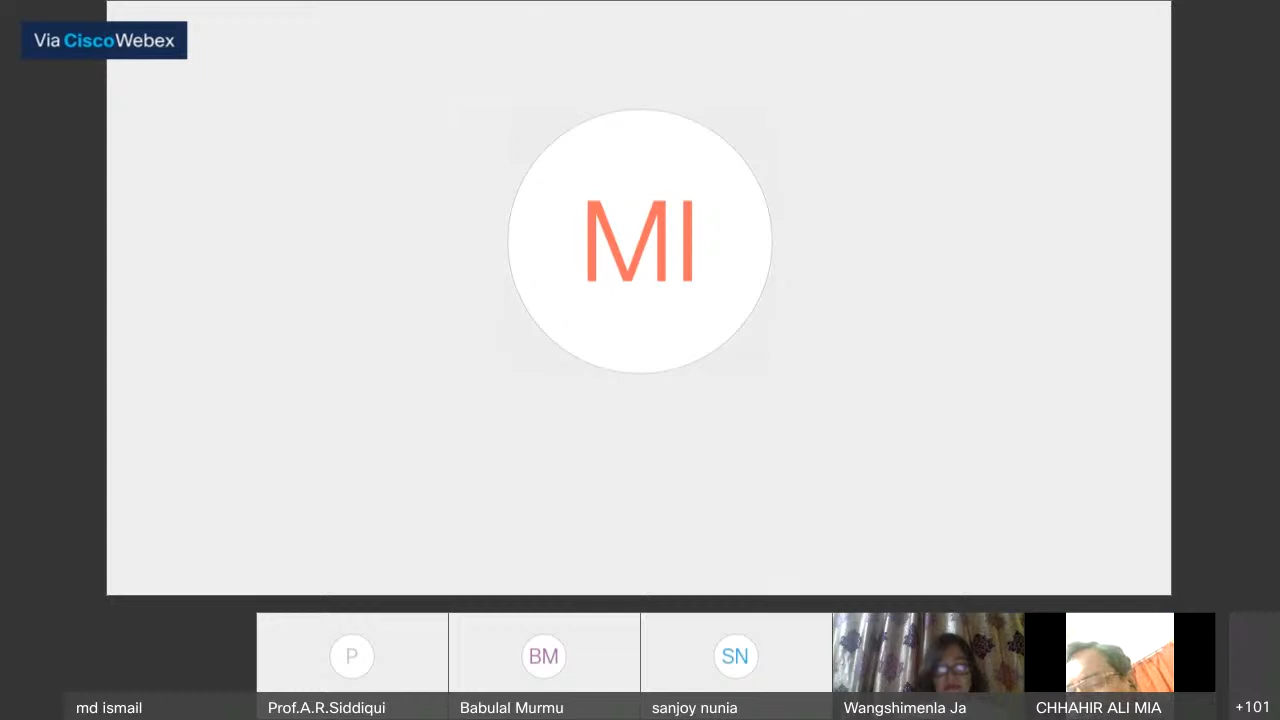 Via CiscoWebex
MI
P
BM
SN
md ismail
Prof.A.R.Siddiqui
Babulal Murmu
sanjoy nunia
Wangshimenla Ja
CHHAHIR ALI MIA
+101